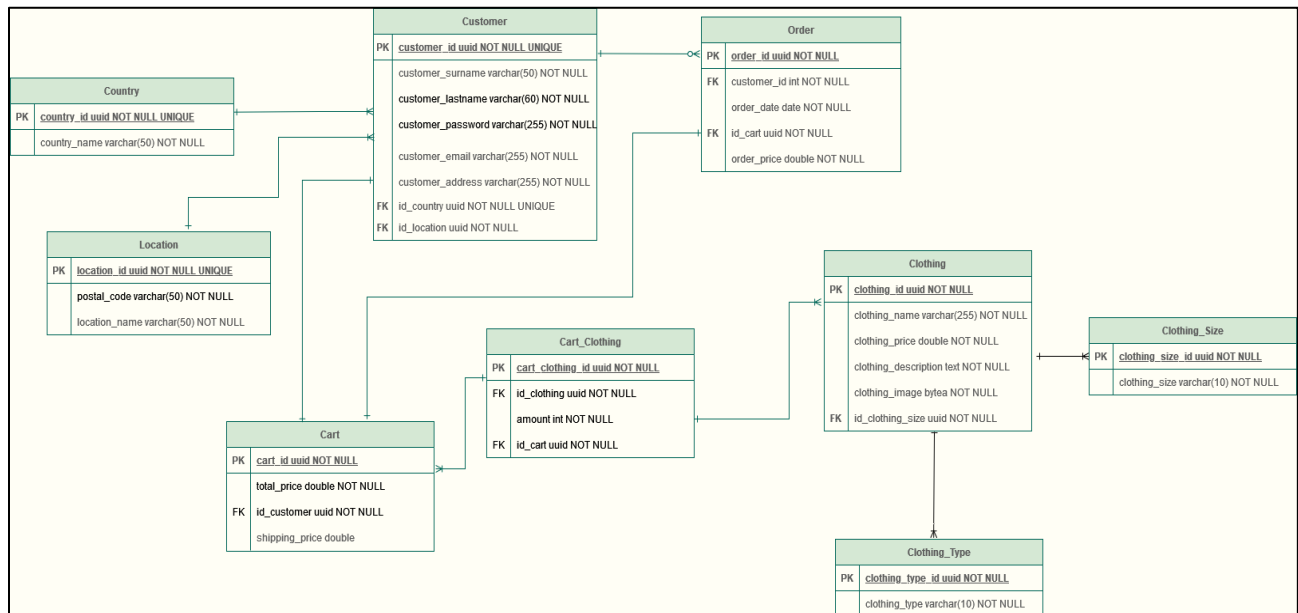 Customer
PK customer_id uuid NOT NULL UNIQUE
customer_surname varchar(50) NOT NULL
customer_lastname varchar(60) NOT NULL
customer_password varchar(255) NOT NULL
customer_email varchar(255) NOT NULL
customer_address varchar(255) NOT NULL
FK id_country uuid NOT NULL UNIQUE
FK id_location uuid NOT NULL
Order
PK order_id uuid NOT NULL
FK customer_id int NOT NULL
order_date date NOT NULL
FK id_cart uuid NOT NULL
order_price double NOT NULL
Country
PK country_id uuid NOT NULL UNIQUE
country_name varchar(50) NOT NULL
Location
PK location_id uuid NOT NULL UNIQUE
postal_code varchar(50) NOT NULL
location_name varchar(50) NOT NULL
Clothing
PK clothing_id uuid NOT NULL
clothing_name varchar(255) NOT NULL
clothing_price double NOT NULL
clothing_description text NOT NULL
clothing_image bytea NOT NULL
FK id_clothing_size uuid NOT NULL
Clothing_Size
PK clothing_size_id uuid NOT NULL
clothing_size varchar(10) NOT NULL
Cart_Clothing
PK cart_clothing_id uuid NOT NULL
FK id_clothing uuid NOT NULL
amount int NOT NULL
FK id_cart uuid NOT NULL
Cart
PK cart_id uuid NOT NULL
total_price double NOT NULL
FK id_customer uuid NOT NULL
shipping_price double
Clothing_Type
PK clothing_type_id uuid NOT NULL
clothing_type varchar(10) NOT NULL